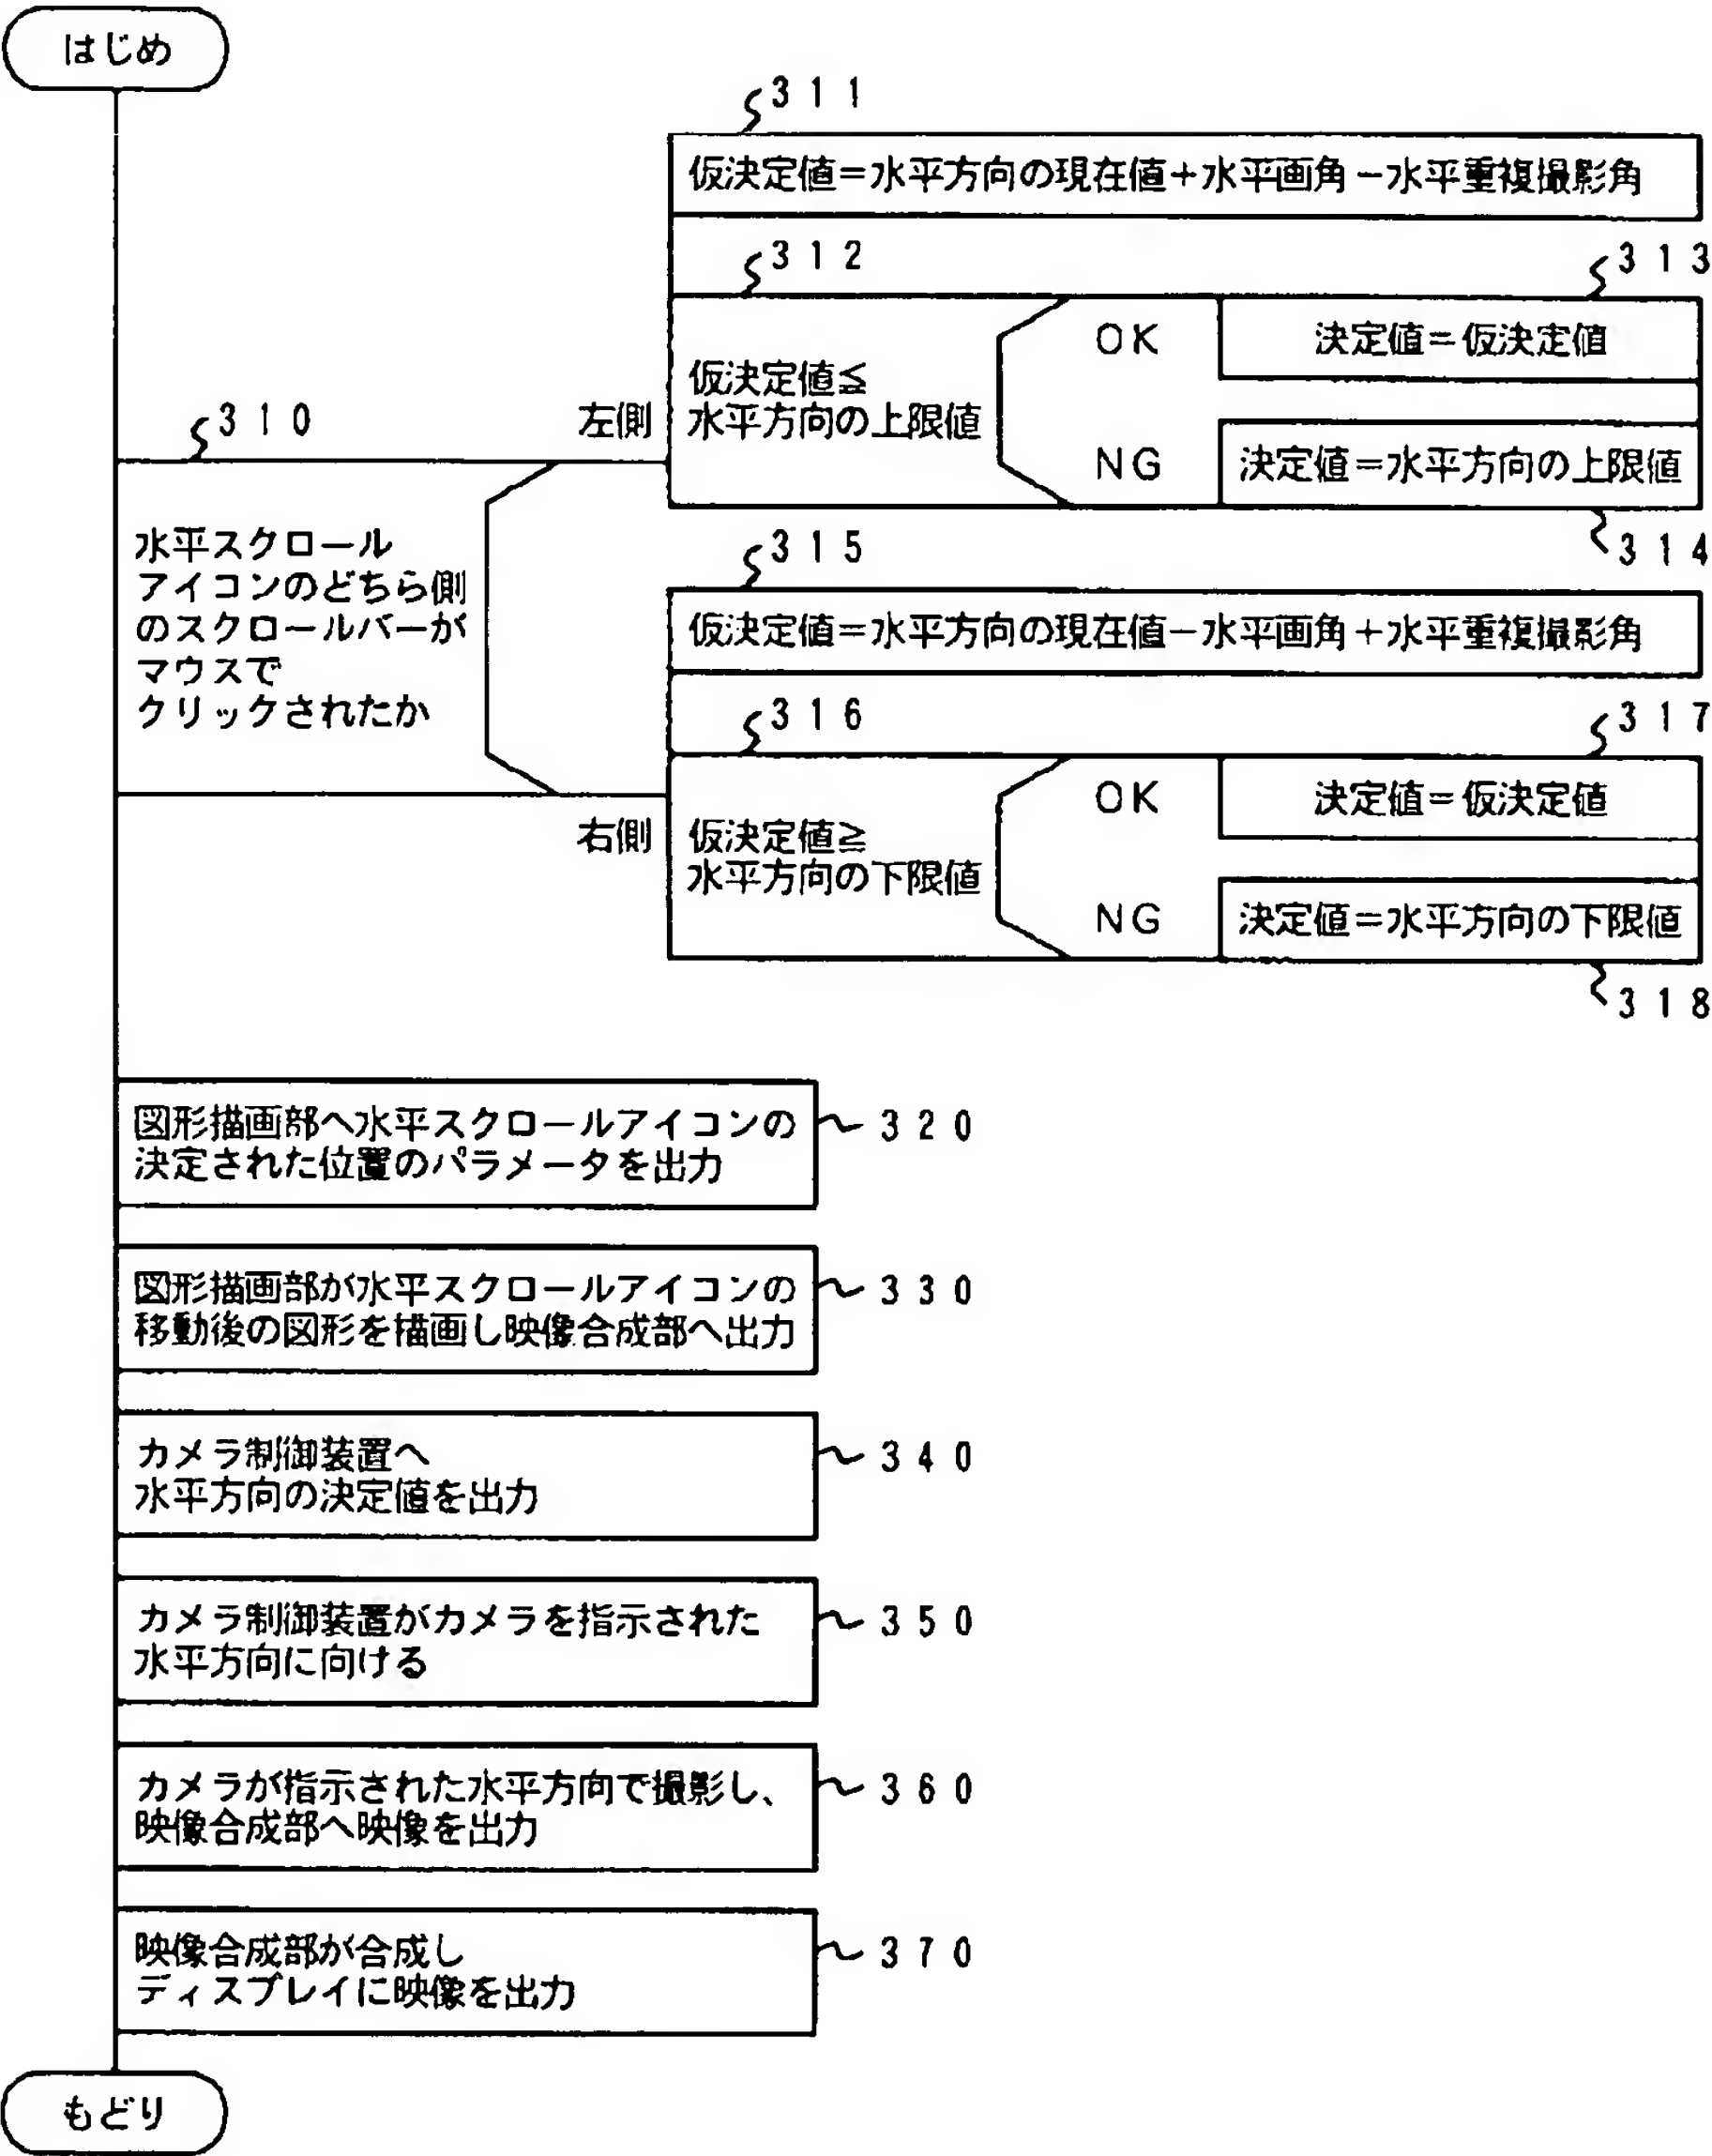 はじめ
311
仮決定値=水平方向の現在値+水平画角-水平重複撮影角
312
313
仮決定値≦
水平方向の上限値
OK
決定値=仮決定値
NG
決定値=水平方向の上限値
314
310
左側
水平スクロール
アイコンのどちら側
のスクロールバーが
マウスで
クリックされたか
315
仮決定値=水平方向の現在値-水平画角+水平重複撮影角
316
317
右側
仮決定値≧
水平方向の下限値
OK
決定値=仮決定値
NG
決定値=水平方向の下限値
318
図形描画部へ水平スクロールアイコンの
決定された位置のパラメータを出力
320
図形描画部が水平スクロールアイコンの
移動後の図形を描画し映像合成部へ出力
330
カメラ制御装置へ
水平方向の決定値を出力
340
カメラ制御装置がカメラを指示された
水平方向に向ける
350
カメラが指示された水平方向で撮影し、
映像合成部へ映像を出力
360
映像合成部が合成し
ディスプレイに映像を出力
370
もどり